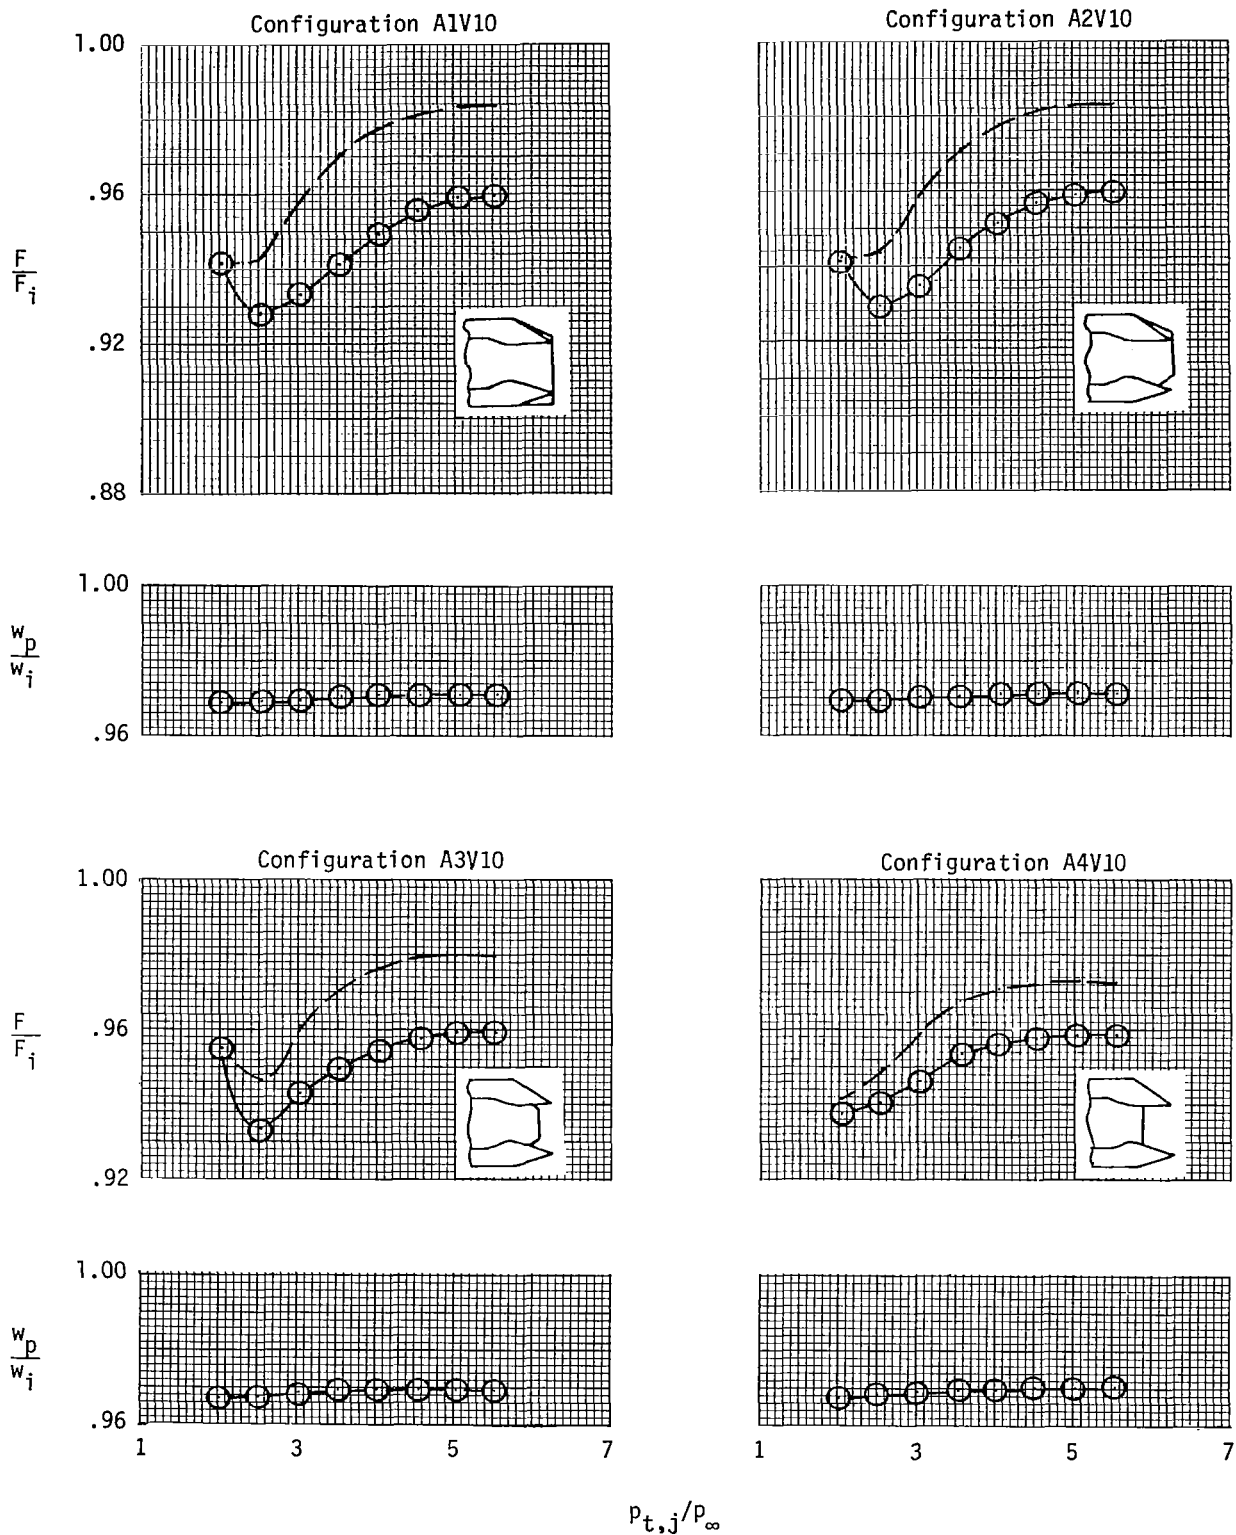 Configuration A1V10
Configuration A2V10
1.00
.96
F
F_i
.92
.88
1.00
w_p
w_i
.96
Configuration A3V10
Configuration A4V10
1.00
F
F_i
.96
.92
1.00
w_p
w_i
.96
1 3 5 7
1 3 5 7
p_t,j/p_∞